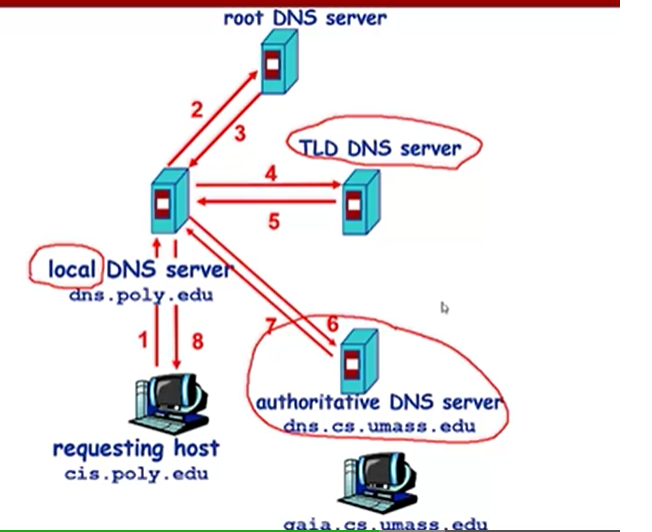 root DNS server
2
3
TLD DNS server
4
5
local DNS server
dns.poly.edu
1
8
7
6
authoritative DNS server
dns.cs.umass.edu
requesting host
cis.poly.edu
gaia.cs.umass.edu